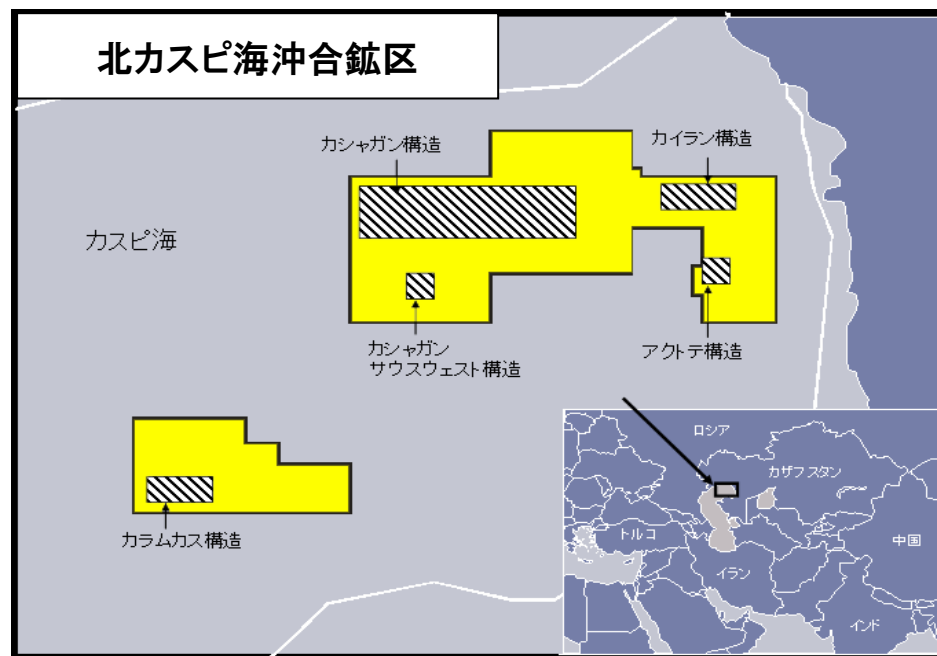 北カスピ海沖合鉱区
カシャガン構造
カイラン構造
カスピ海
カシャガン
サウスウェスト構造
アクトテ構造
カラムカス構造
ロシア
カザフスタン
トルコ
中国
イラン
インド